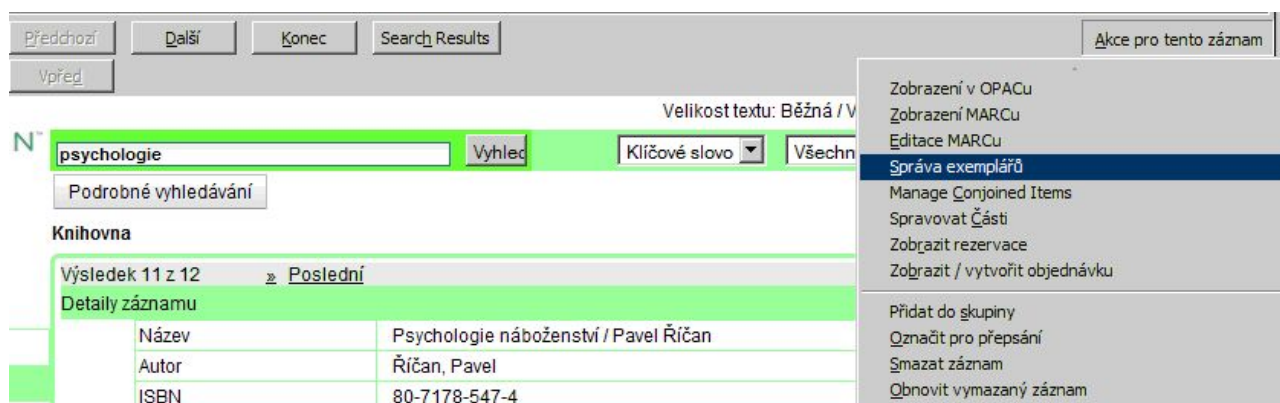 Předchozí Další Konec Search Results Akce pro tento záznam
Vpřed
Velikost textu: Běžná / V
N™
psychologie Vyhled Klíčové slovo Všechn
Podrobné vyhledávání
Knihovna
Výsledek 11 z 12 » Poslední
Detaily záznamu
Název Psychologie náboženství / Pavel Říčan
Autor Říčan, Pavel
ISBN 80-7178-547-4
Zobrazení v OPACu
Zobrazení MARCu
Editace MARCu
Správa exemplářů
Manage Conjoined Items
Spravovat Části
Zobrazit rezervace
Zobrazit / vytvořit objednávku
Přidat do skupiny
Označit pro přepsání
Smazat záznam
Obnovit vymazaný záznam